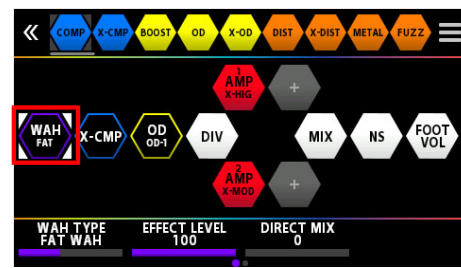 COMP X-CMP BOOST OD X-OD DIST X-DIST METAL FUZZ
1
AMP
X-HIG
WAH
FAT
X-CMP
OD
OD-1
DIV
MIX
NS
FOOT
VOL
2
AMP
X-MOD
WAH TYPE
FAT WAH
EFFECT LEVEL
100
DIRECT MIX
0